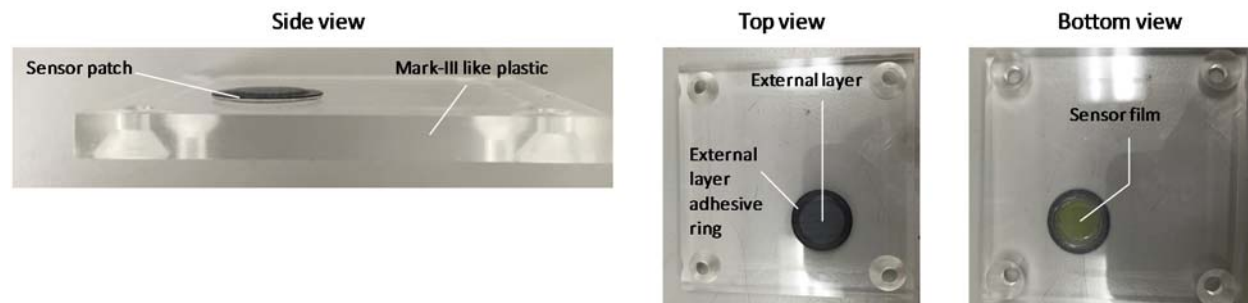 Side view
Top view
Bottom view
Sensor patch
Mark-III like plastic
External layer
External
layer
adhesive
ring
Sensor film